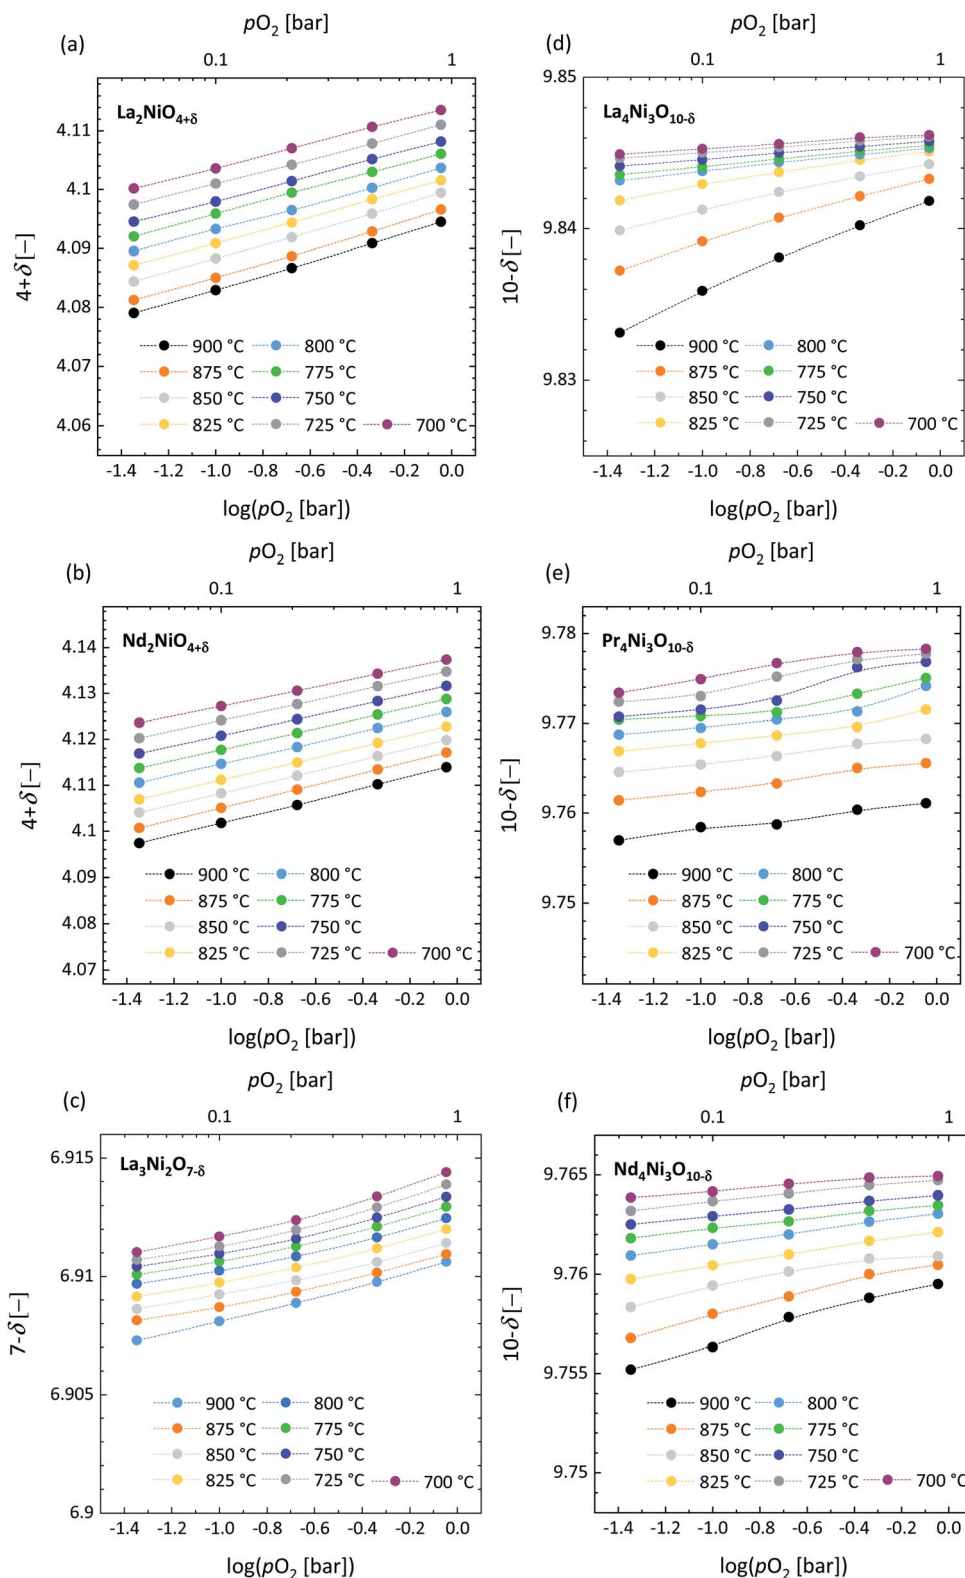 (a)
pO₂ [bar]
0.1 1
La₂NiO₄₊δ
4+δ [−]
4.11
4.1
4.09
4.08
4.07
4.06
900 °C 800 °C
875 °C 775 °C
850 °C 750 °C
825 °C 725 °C 700 °C
-1.4 -1.2 -1.0 -0.8 -0.6 -0.4 -0.2 0.0
log(pO₂ [bar])
(d)
pO₂ [bar]
0.1 1
La₄Ni₃O₁₀₋δ
10-δ [−]
9.85
9.84
9.83
900 °C 800 °C
875 °C 775 °C
850 °C 750 °C
825 °C 725 °C 700 °C
-1.4 -1.2 -1.0 -0.8 -0.6 -0.4 -0.2 0.0
log(pO₂ [bar])
(b)
pO₂ [bar]
0.1 1
Nd₂NiO₄₊δ
4+δ [−]
4.14
4.13
4.12
4.11
4.1
4.09
4.08
4.07
900 °C 800 °C
875 °C 775 °C
850 °C 750 °C
825 °C 725 °C 700 °C
-1.4 -1.2 -1.0 -0.8 -0.6 -0.4 -0.2 0.0
log(pO₂ [bar])
(e)
pO₂ [bar]
0.1 1
Pr₄Ni₃O₁₀₋δ
10-δ [−]
9.78
9.77
9.76
9.75
900 °C 800 °C
875 °C 775 °C
850 °C 750 °C
825 °C 725 °C 700 °C
-1.4 -1.2 -1.0 -0.8 -0.6 -0.4 -0.2 0.0
log(pO₂ [bar])
(c)
pO₂ [bar]
0.1 1
La₃Ni₂O₇₋δ
7-δ [−]
6.915
6.91
6.905
6.9
900 °C 800 °C
875 °C 775 °C
850 °C 750 °C
825 °C 725 °C 700 °C
-1.4 -1.2 -1.0 -0.8 -0.6 -0.4 -0.2 0.0
log(pO₂ [bar])
(f)
pO₂ [bar]
0.1 1
Nd₄Ni₃O₁₀₋δ
10-δ [−]
9.765
9.76
9.755
9.75
900 °C 800 °C
875 °C 775 °C
850 °C 750 °C
825 °C 725 °C 700 °C
-1.4 -1.2 -1.0 -0.8 -0.6 -0.4 -0.2 0.0
log(pO₂ [bar])